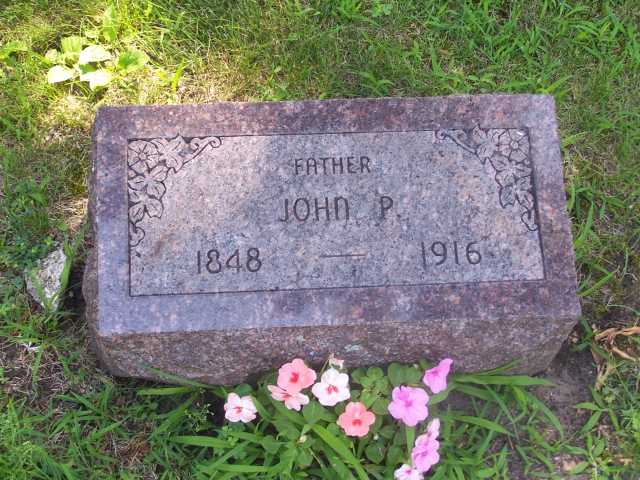 FATHER
JOHN P.
1848 — 1916